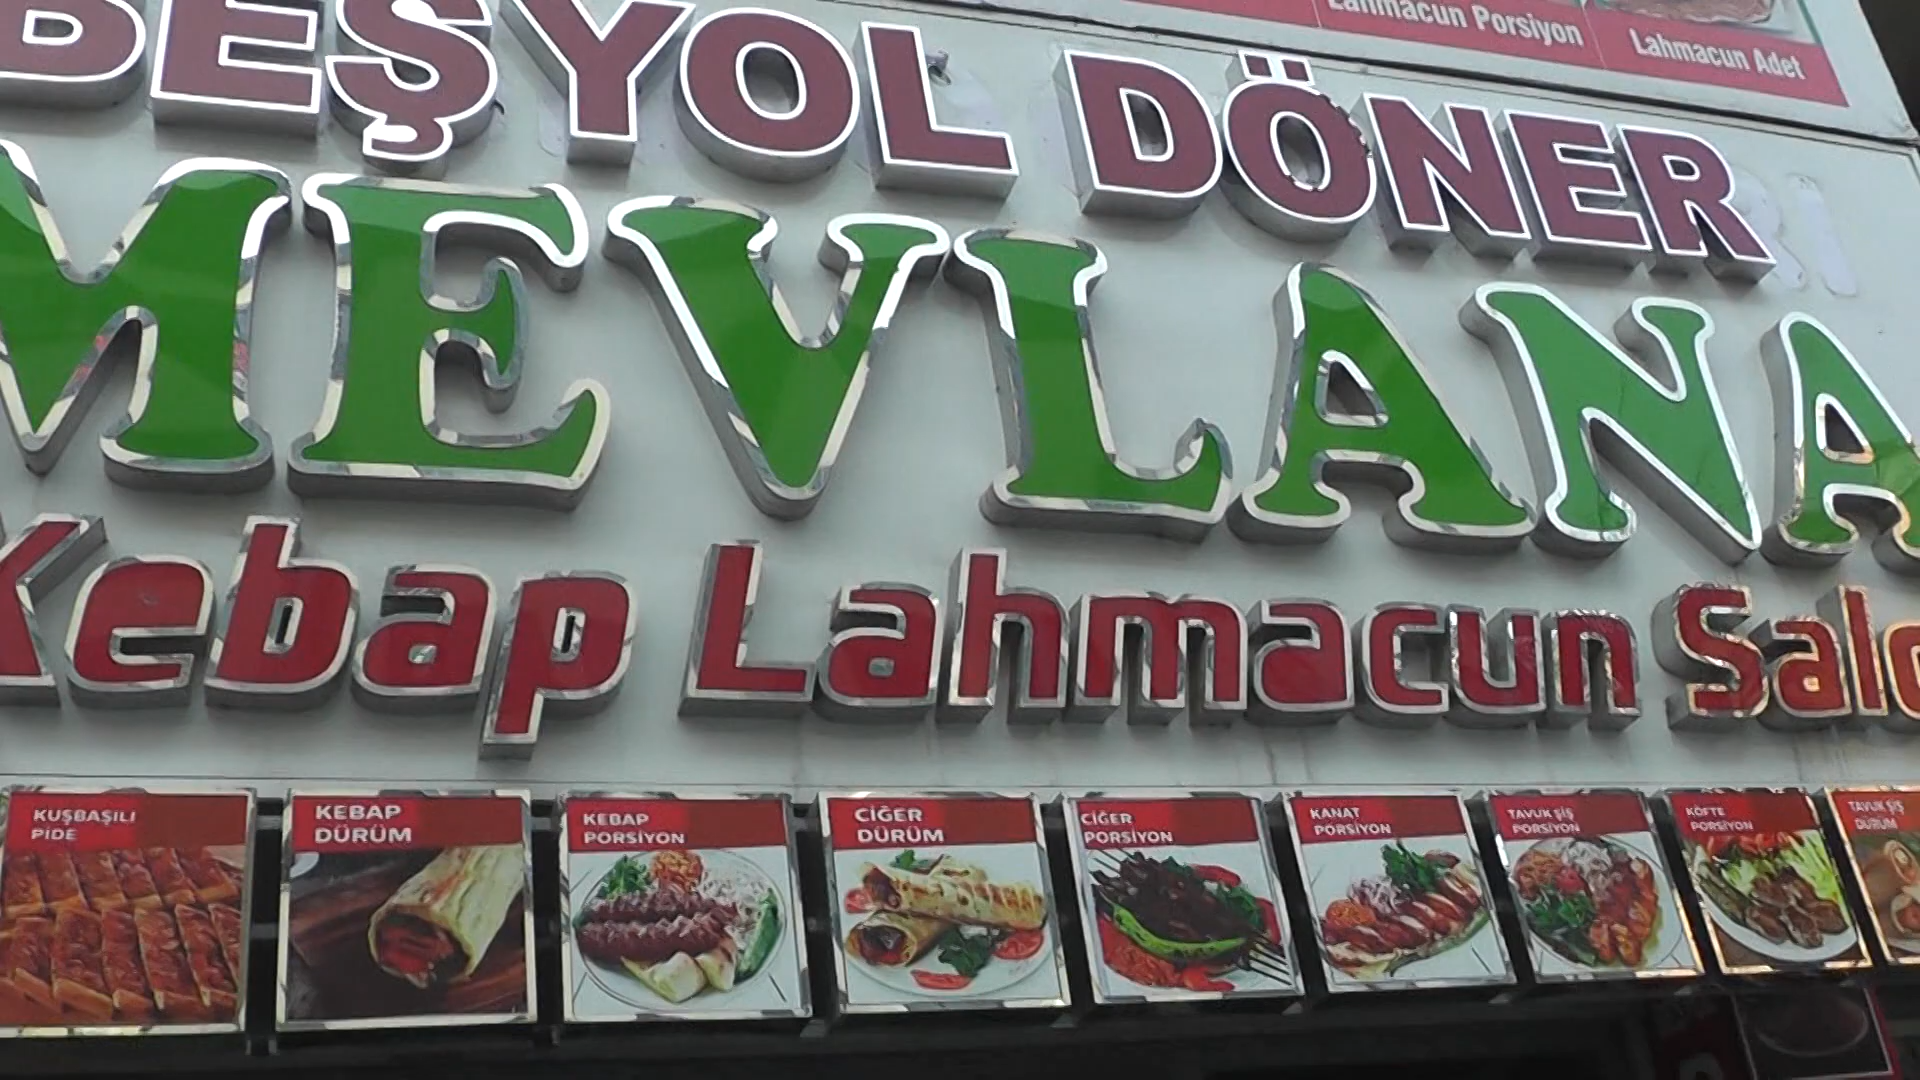 Lahmacun Porsiyon
Lahmacun Adet
BEŞYOL DÖNER
MEVLANA
Kebap Lahmacun Salo
KUŞBAŞILI
PİDE
KEBAP
DÜRÜM
KEBAP
PORSİYON
CİĞER
DÜRÜM
CİĞER
PORSİYON
KANAT
PORSİYON
TAVUK ŞİŞ
PORSİYON
KÖFTE
PORSİYON
TAVUK ŞİŞ
DÜRÜM